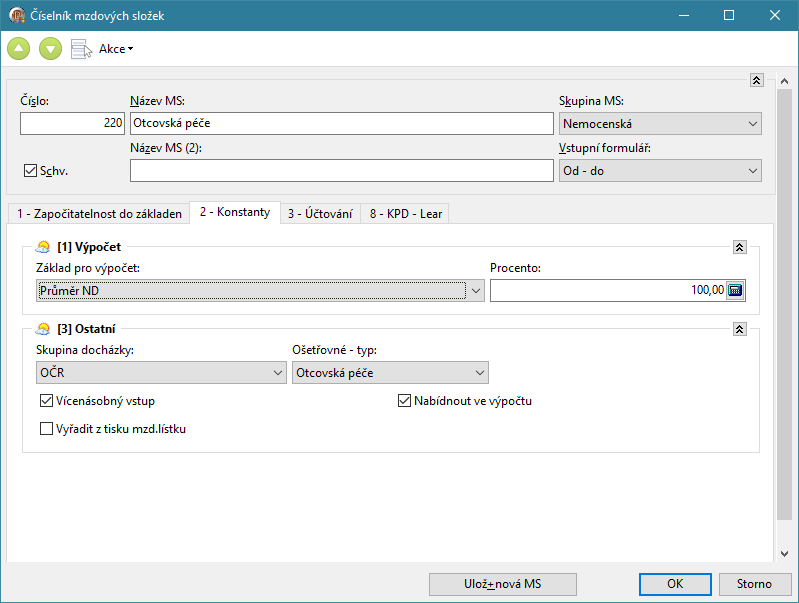 Číselník mzdových složek
Akce
Číslo: Název MS: Skupina MS:
220 Otcovská péče Nemocenská
Název MS (2): Vstupní formulář:
Schv. Od - do
1 - Započitatelnost do základen 2 - Konstanty 3 - Účtování 8 - KPD - Lear
[1] Výpočet
Základ pro výpočet: Procento:
Průměr ND 100,00
[3] Ostatní
Skupina docházky: Ošetřovné - typ:
OČR Otcovská péče
Vícenásobný vstup Nabídnout ve výpočtu
Vyřadit z tisku mzd.lístku
Ulož+nová MS OK Storno